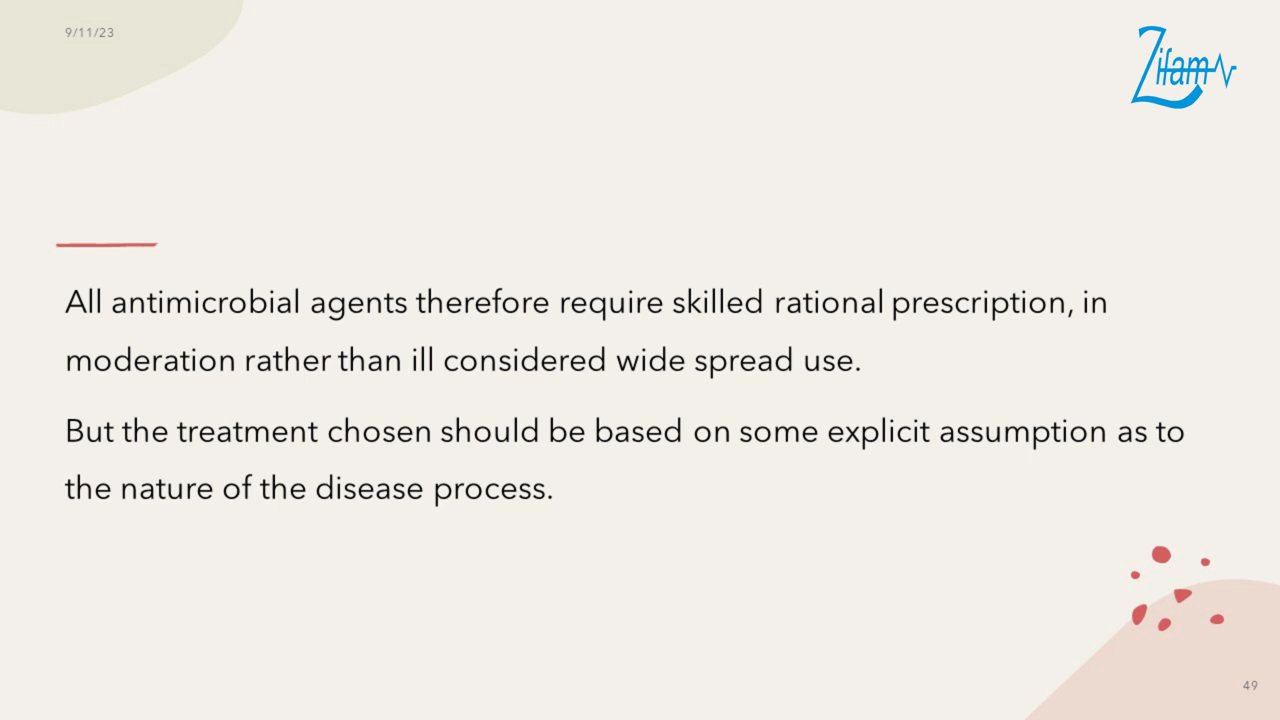 9/11/23
Zifam
All antimicrobial agents therefore require skilled rational prescription, in
moderation rather than ill considered wide spread use.
But the treatment chosen should be based on some explicit assumption as to
the nature of the disease process.
49